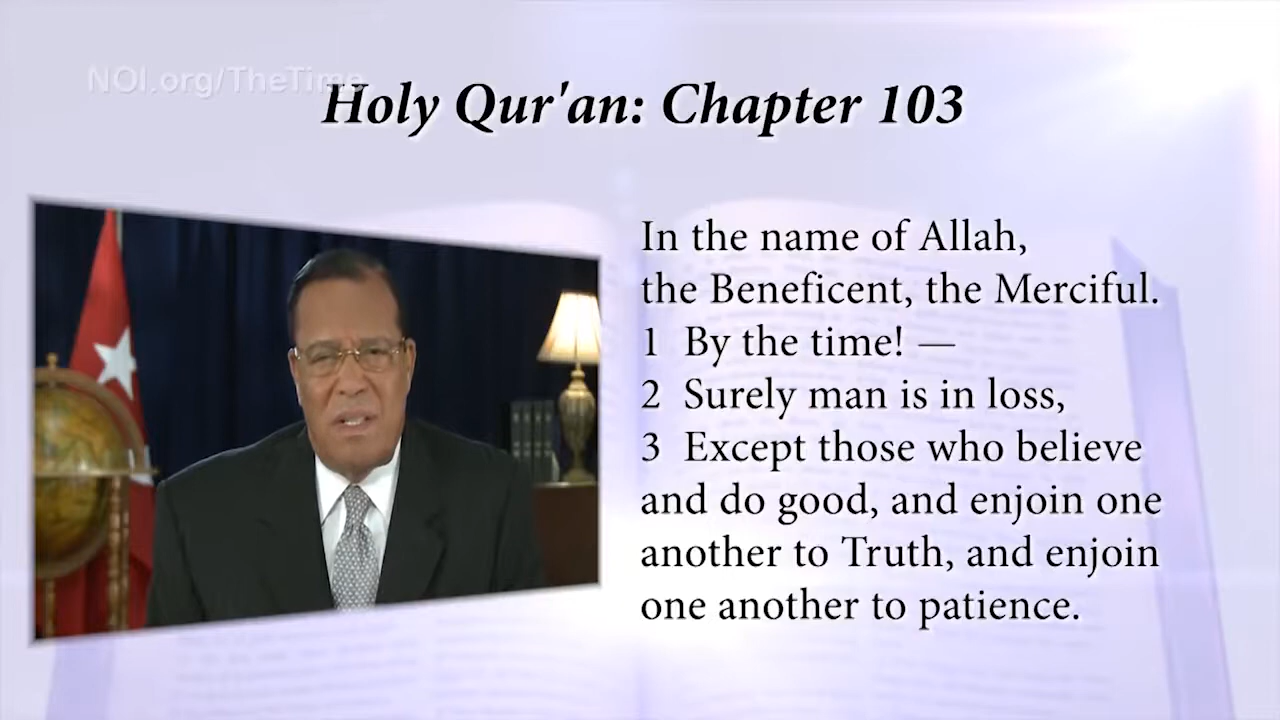 NOI.org/TheTime
Holy Qur'an: Chapter 103
In the name of Allah,
the Beneficent, the Merciful.
1 By the time! —
2 Surely man is in loss,
3 Except those who believe
and do good, and enjoin one
another to Truth, and enjoin
one another to patience.